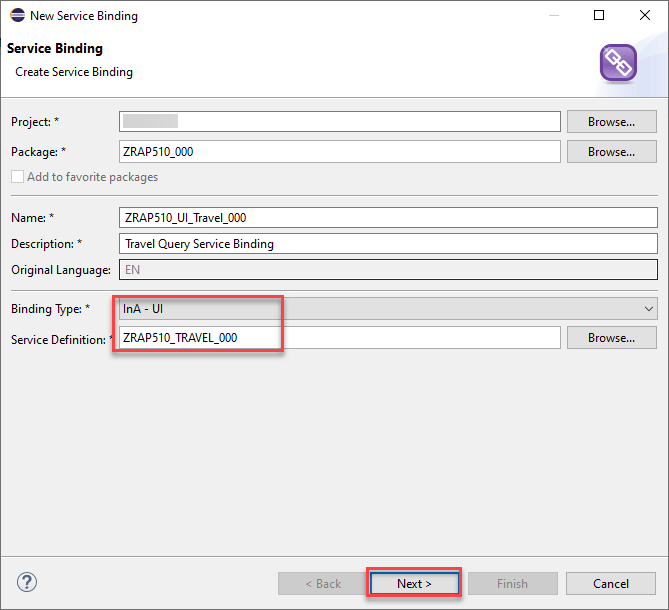 New Service Binding
Service Binding
Create Service Binding
Project: *
Browse...
Package: *
ZRAP510_000
Browse...
Add to favorite packages
Name: *
ZRAP510_UI_Travel_000
Description: *
Travel Query Service Binding
Original Language:
EN
Binding Type: *
InA - UI
Service Definition: *
ZRAP510_TRAVEL_000
Browse...
?
< Back
Next >
Finish
Cancel